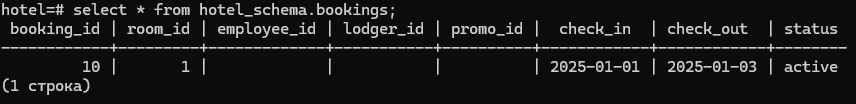 hotel=# select * from hotel_schema.bookings;
 booking_id | room_id | employee_id | lodger_id | promo_id |  check_in  | check_out  | status
------------+---------+-------------+-----------+----------+------------+------------+--------
         10 |       1 |             |           |          | 2025-01-01 | 2025-01-03 | active
(1 строка)